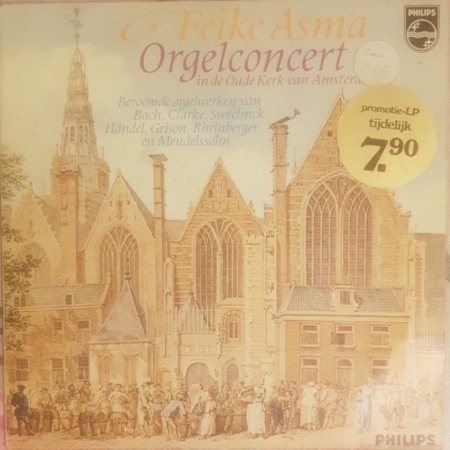 PHILIPS
Feike Asma
Orgelconcert
in de Oude Kerk van Amsterda
Beroemde orgelwerken van
Bach, Clarke, Sweelinck,
Händel, Grison, Rheinberger
en Mendelssohn
promotie-LP
tijdelijk
7.90
PHILIPS